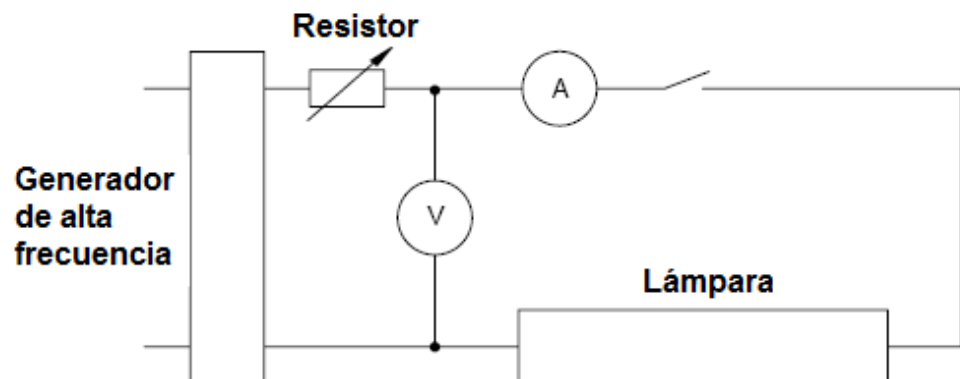 Resistor
A
Generador
de alta
frecuencia
V
Lámpara